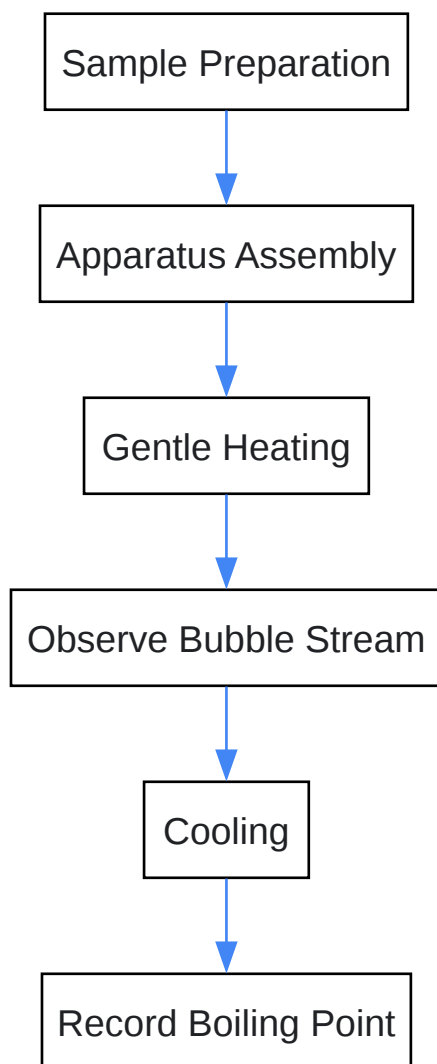 Sample Preparation
Apparatus Assembly
Gentle Heating
Observe Bubble Stream
Cooling
Record Boiling Point